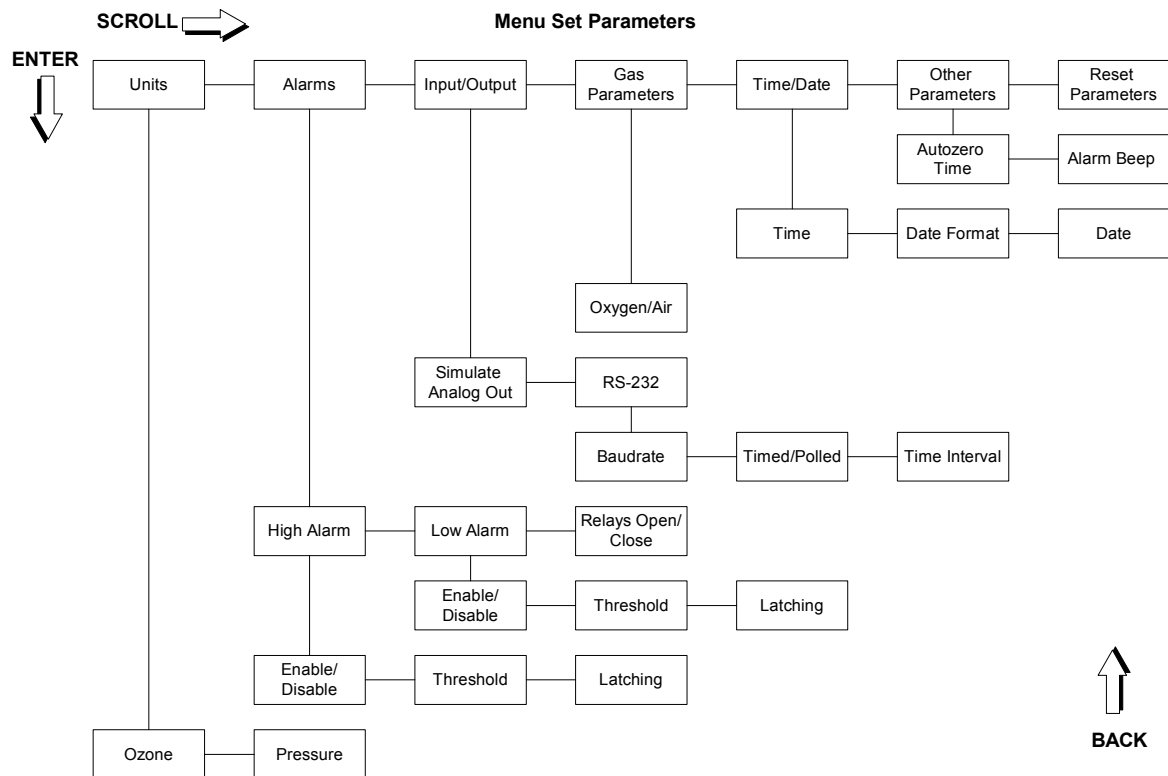 SCROLL
Menu Set Parameters
ENTER
Units
Alarms
Input/Output
Gas
Parameters
Time/Date
Other
Parameters
Reset
Parameters
Autozero
Time
Alarm Beep
Time
Date Format
Date
Oxygen/Air
Simulate
Analog Out
RS-232
Baudrate
Timed/Polled
Time Interval
High Alarm
Low Alarm
Relays Open/
Close
Enable/
Disable
Threshold
Latching
Enable/
Disable
Threshold
Latching
Ozone
Pressure
BACK